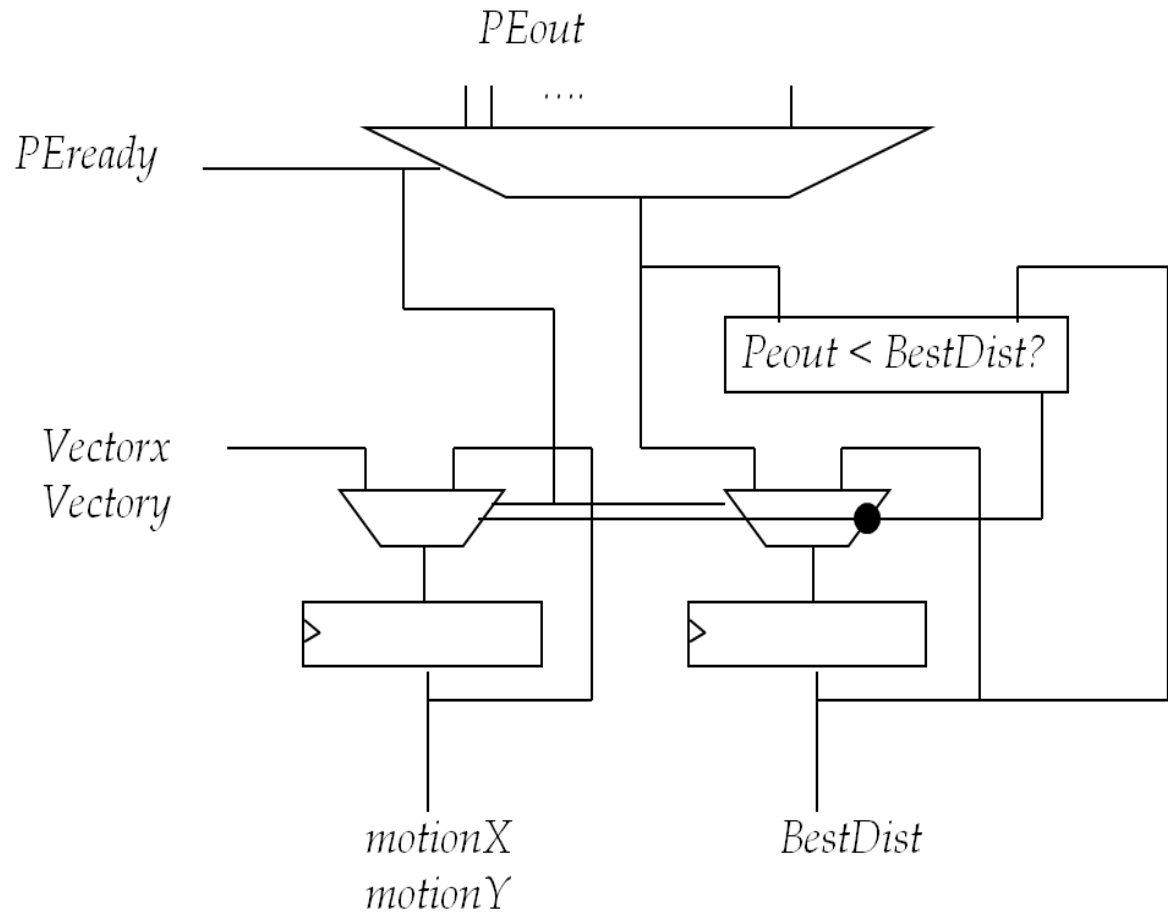 PEout
....
PEready
Peout < BestDist?
Vectorx
Vectory
motionX
motionY
BestDist